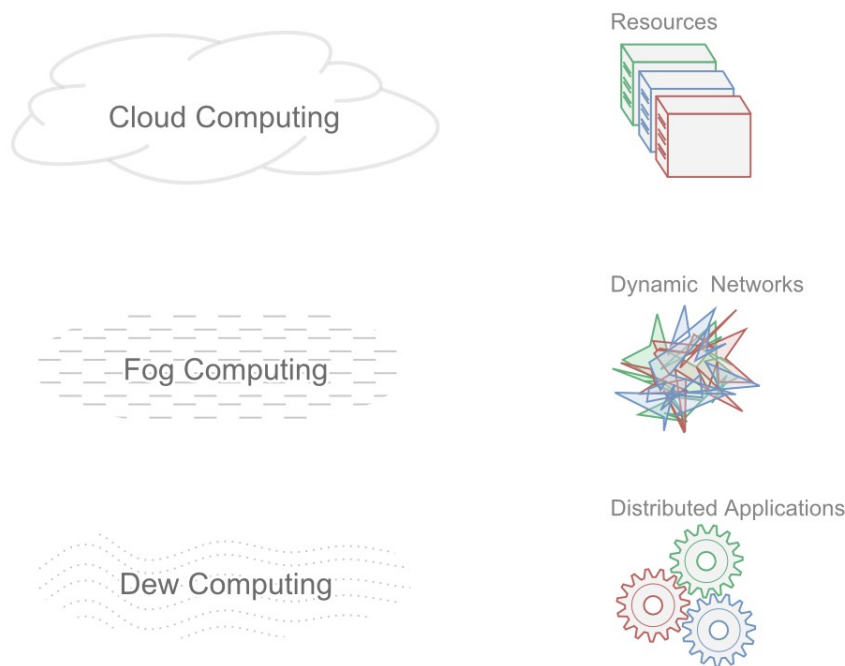 Resources
Cloud Computing
Dynamic Networks
Fog Computing
Distributed Applications
Dew Computing